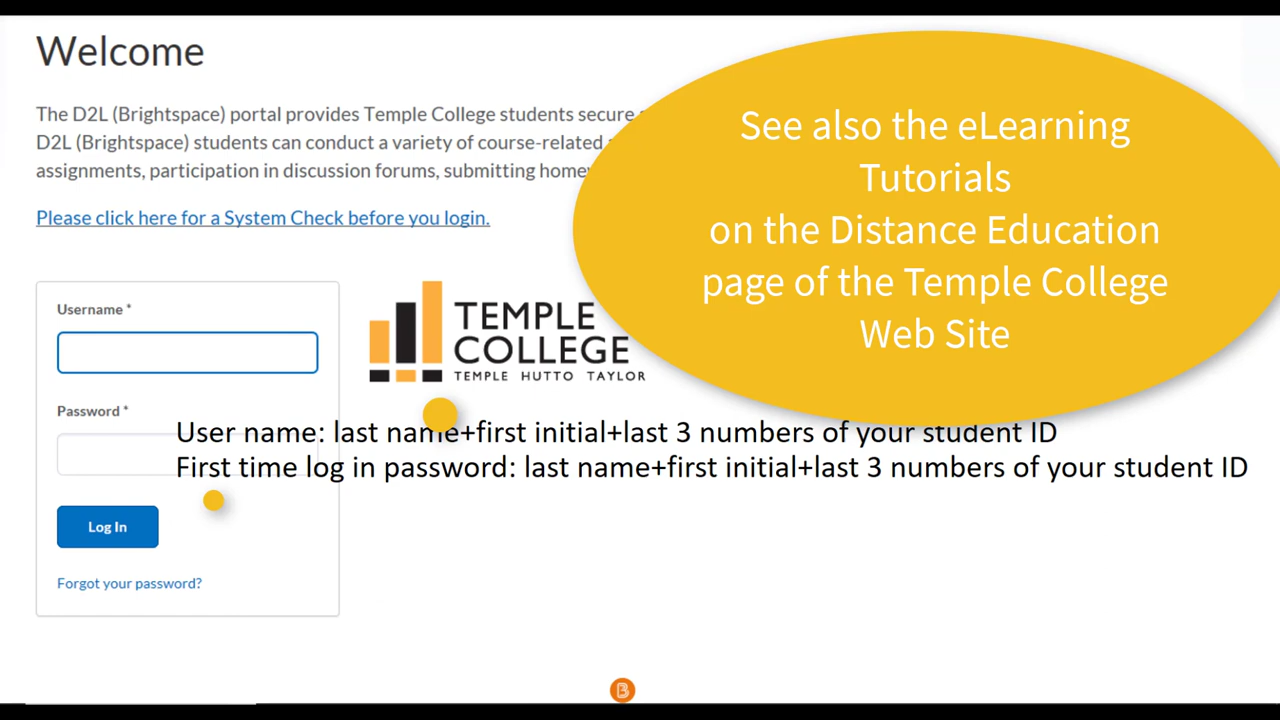 Welcome
The D2L (Brightspace) portal provides Temple College students secure
D2L (Brightspace) students can conduct a variety of course-related
assignments, participation in discussion forums, submitting
Please click here for a System Check before you login.
See also the eLearning
Tutorials
on the Distance Education
page of the Temple College
Web Site
Username *
Password *
Log In
Forgot your password?
TEMPLE
COLLEGE
TEMPLE HUTTO TAYLOR
User name: last name+first initial+last 3 numbers of your student ID
First time log in password: last name+first initial+last 3 numbers of your student ID
B